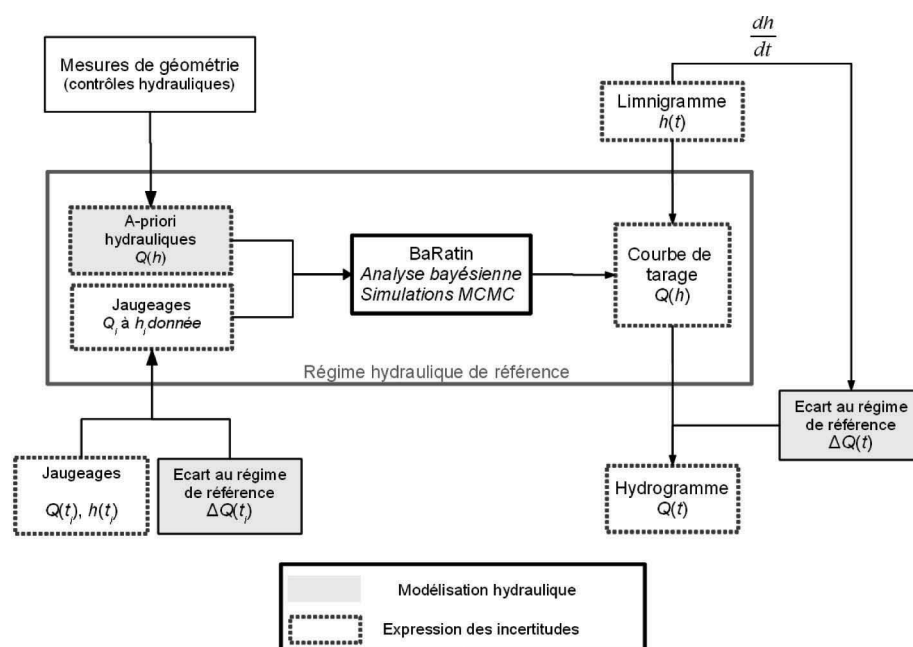 Mesures de géométrie
(contrôles hydrauliques)
dh
dt
Limnigramme
h(t)
A-priori
hydrauliques
Q(h)
Jaugeages
Q_i à h_i donnée
BaRatin
Analyse bayésienne
Simulations MCMC
Courbe de
tarage
Q(h)
Régime hydraulique de référence
Jaugeages
Q(t_i), h(t_i)
Ecart au régime
de référence
ΔQ(t_i)
Ecart au régime
de référence
ΔQ(t)
Hydrogramme
Q(t)
Modélisation hydraulique
Expression des incertitudes